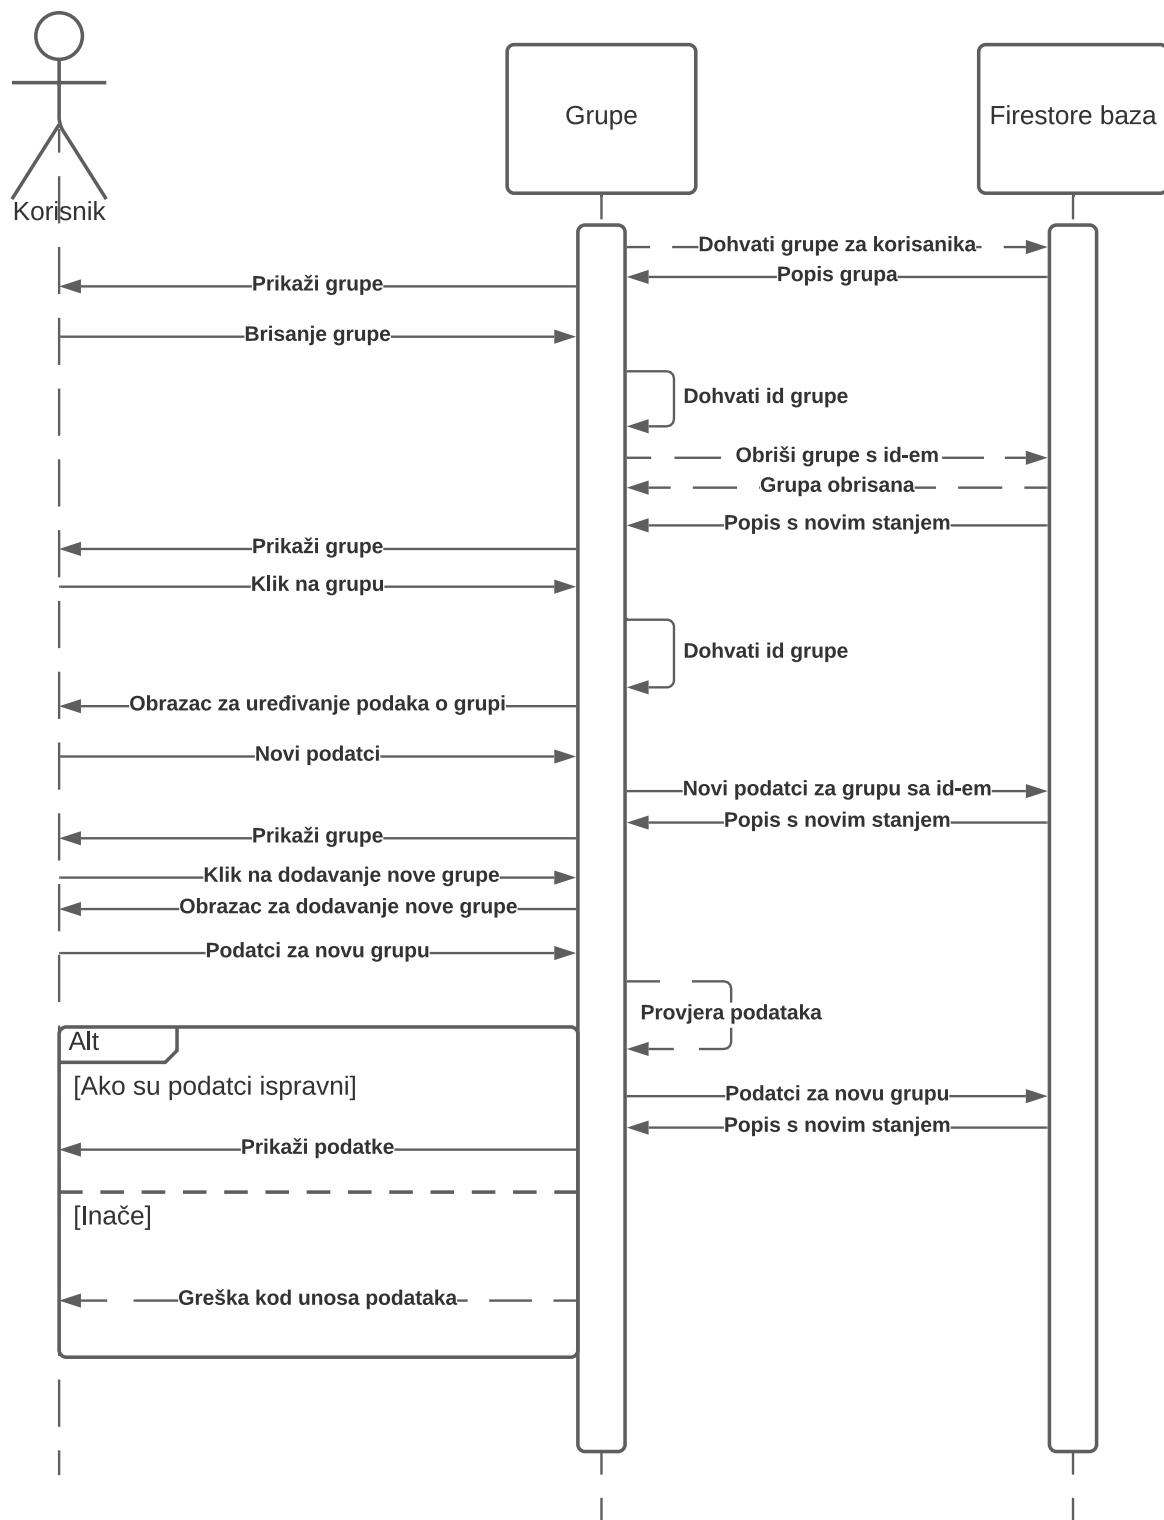 Grupe
Firestore baza
Korisnik
Dohvati grupe za korisanika
Popis grupa
Prikaži grupe
Brisanje grupe
Dohvati id grupe
Obriši grupe s id-em
Grupa obrisana
Popis s novim stanjem
Prikaži grupe
Klik na grupu
Dohvati id grupe
Obrazac za uređivanje podaka o grupi
Novi podatci
Novi podatci za grupu sa id-em
Popis s novim stanjem
Prikaži grupe
Klik na dodavanje nove grupe
Obrazac za dodavanje nove grupe
Podatci za novu grupu
Provjera podataka
Alt
[Ako su podatci ispravni]
Podatci za novu grupu
Popis s novim stanjem
Prikaži podatke
[Inače]
Greška kod unosa podataka